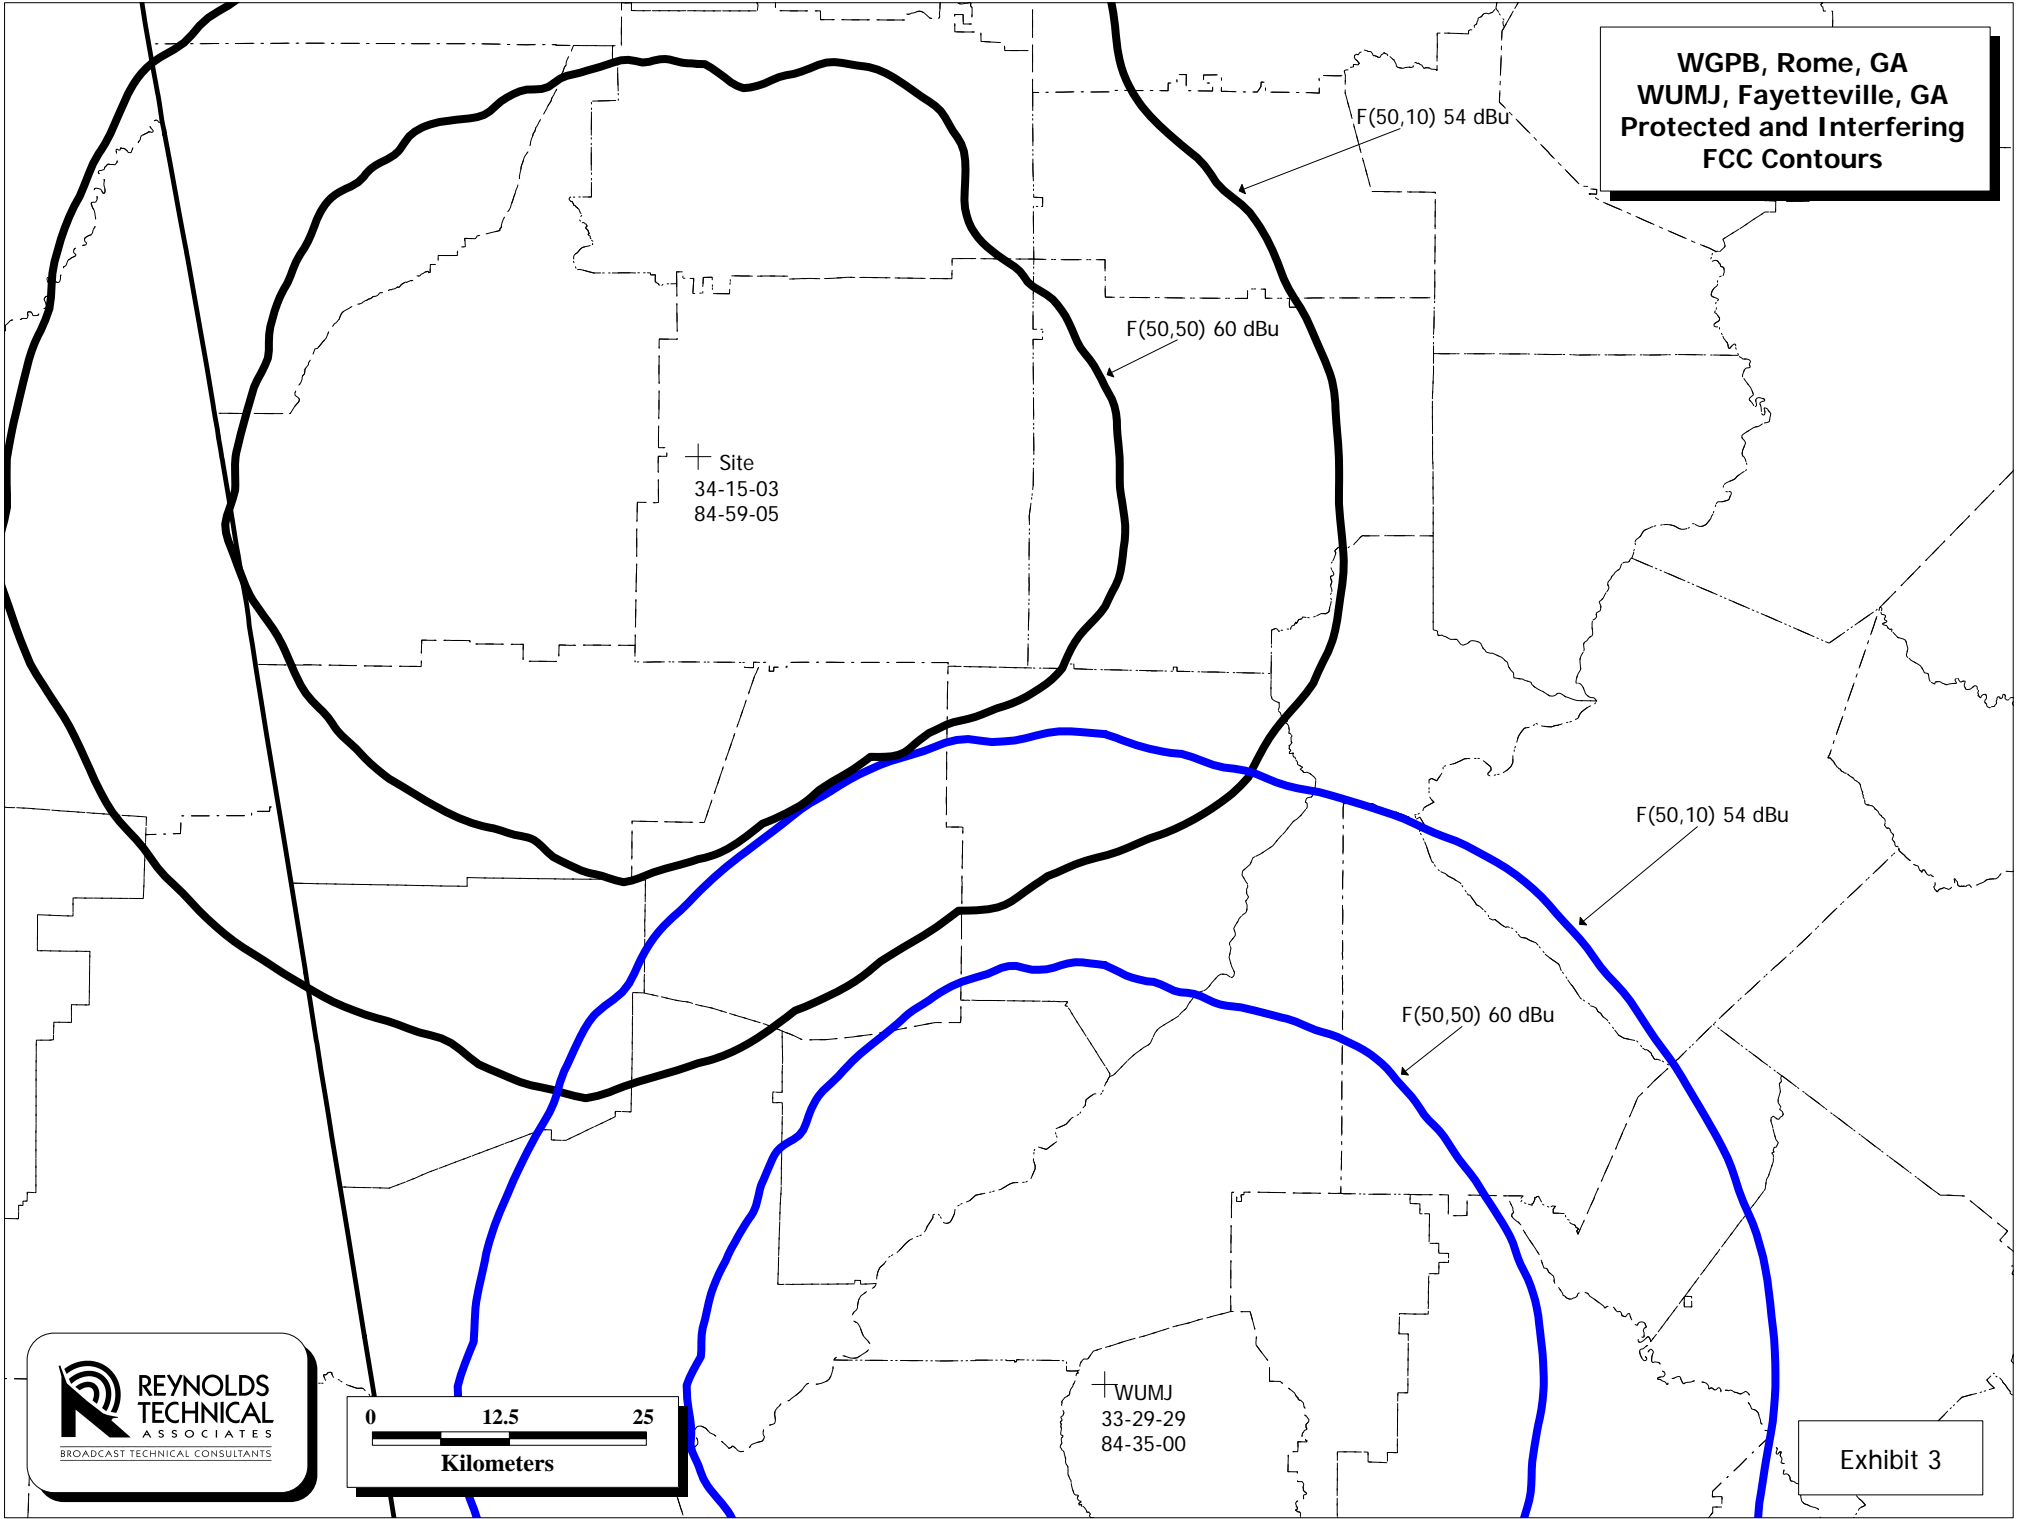 WGPB, Rome, GA
WUMJ, Fayetteville, GA
Protected and Interfering
FCC Contours
F(50,10) 54 dBu
F(50,50) 60 dBu
Site
34-15-03
84-59-05
F(50,10) 54 dBu
F(50,50) 60 dBu
WUMJ
33-29-29
84-35-00
REYNOLDS
TECHNICAL
ASSOCIATES
BROADCAST TECHNICAL CONSULTANTS
0 12.5 25
Kilometers
Exhibit 3